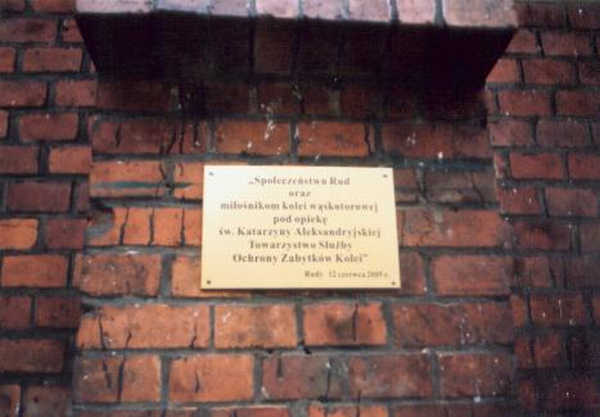 „Społeczeństwu Rud
oraz
miłośnikom kolei wąskotorowej
pod opiekę
św. Katarzyny Aleksandryjskiej
Towarzystwo Służby
Ochrony Zabytków Kolei”
Rudy 12 czerwca 2005 r.